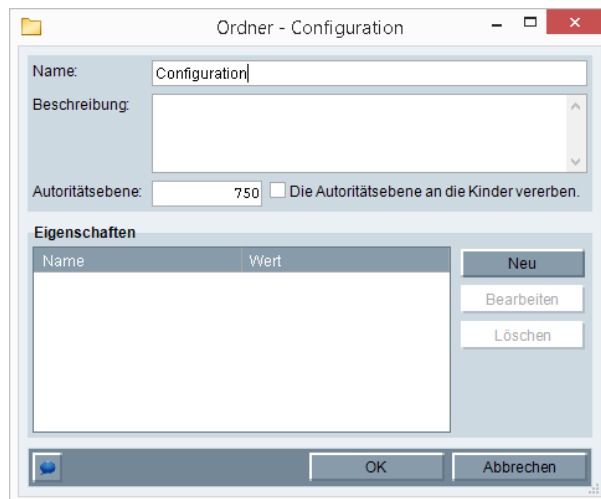 Ordner - Configuration
Name:
Configuration
Beschreibung:
Autoritätsebene:
750
Die Autoritätsebene an die Kinder vererben.
Eigenschaften
Name Wert
Neu
Bearbeiten
Löschen
OK
Abbrechen